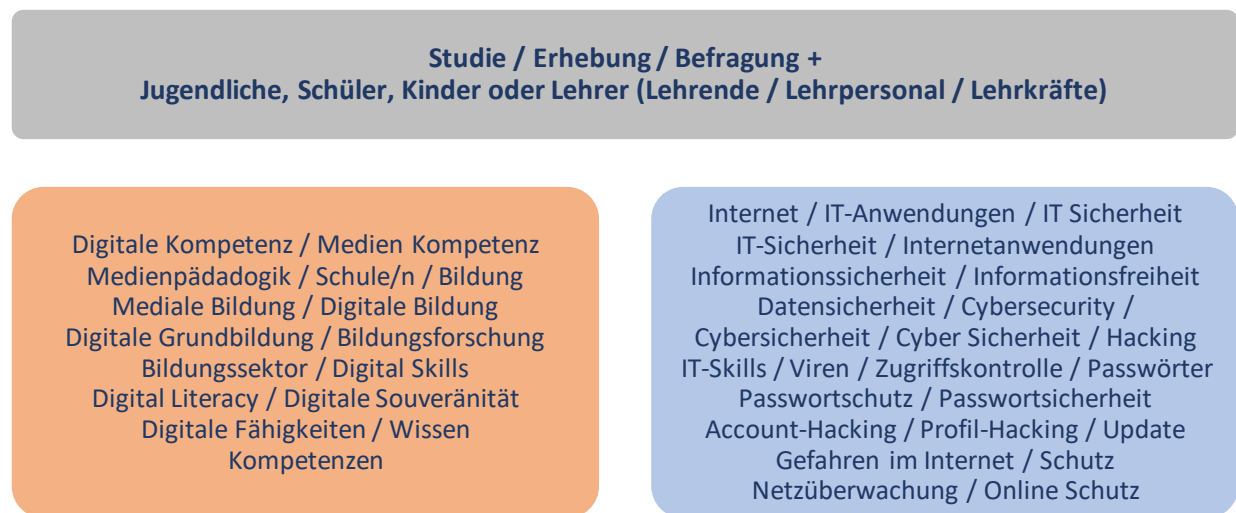 Studie / Erhebung / Befragung +
Jugendliche, Schüler, Kinder oder Lehrer (Lehrende / Lehrpersonal / Lehrkräfte)
Digitale Kompetenz / Medien Kompetenz
Medienpädagogik / Schule/n / Bildung
Mediale Bildung / Digitale Bildung
Digitale Grundbildung / Bildungsforschung
Bildungssektor / Digital Skills
Digital Literacy / Digitale Souveränität
Digitale Fähigkeiten / Wissen
Kompetenzen
Internet / IT-Anwendungen / IT Sicherheit
IT-Sicherheit / Internetanwendungen
Informationssicherheit / Informationsfreiheit
Datensicherheit / Cybersecurity /
Cybersicherheit / Cyber Sicherheit / Hacking
IT-Skills / Viren / Zugriffskontrolle / Passwörter
Passwortschutz / Passwortsicherheit
Account-Hacking / Profil-Hacking / Update
Gefahren im Internet / Schutz
Netzüberwachung / Online Schutz